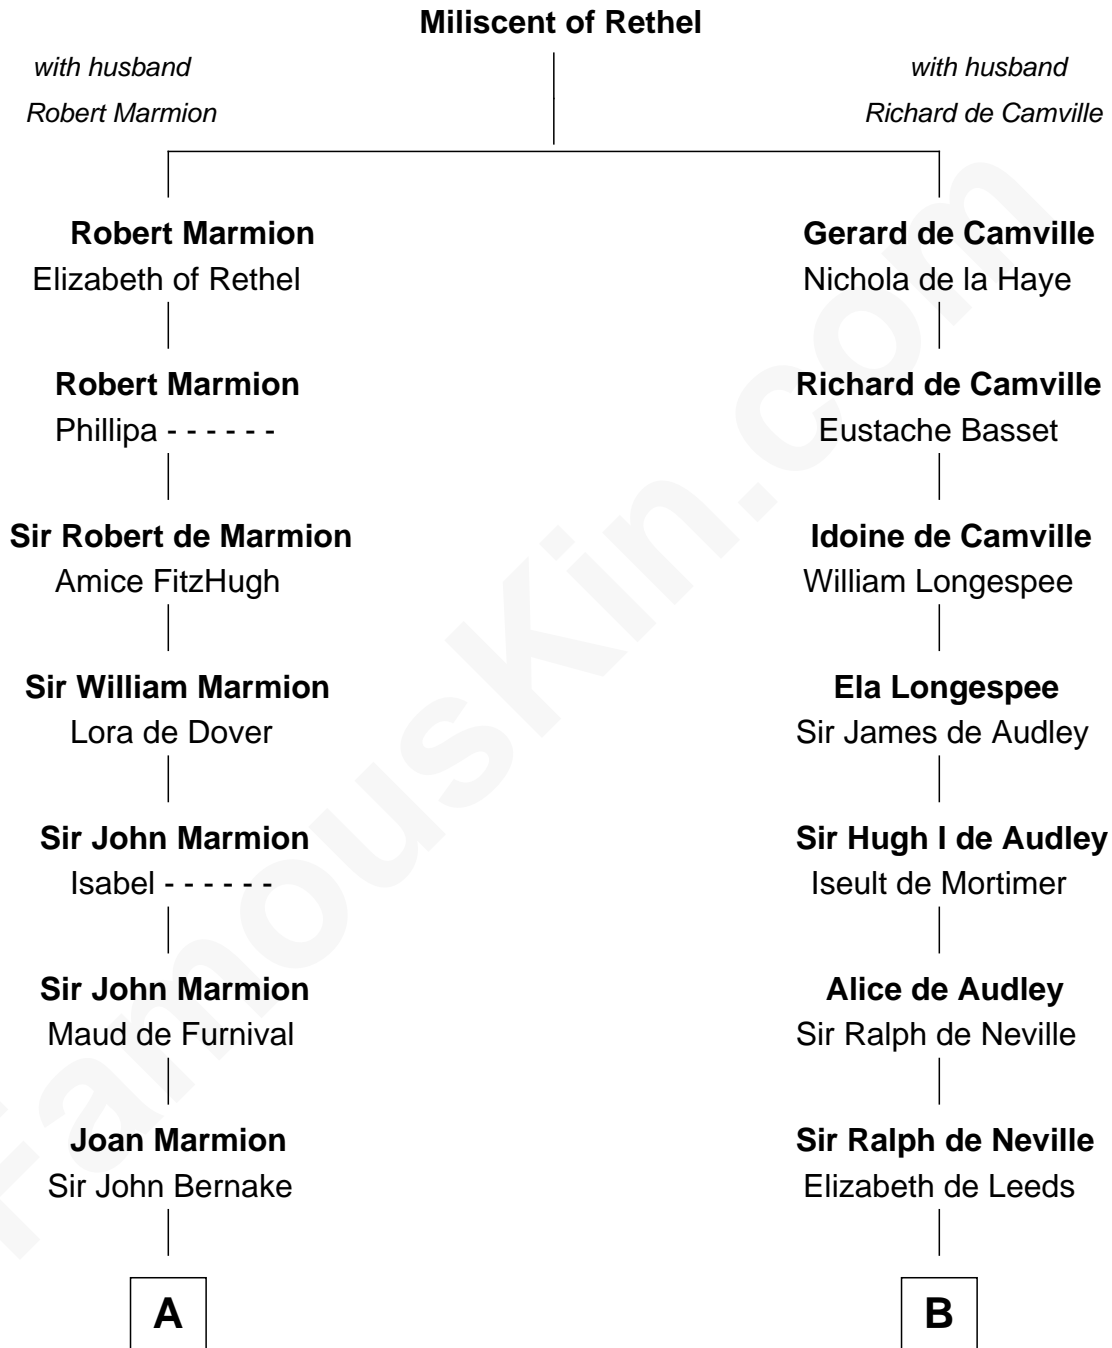 Miliscent of Rethel
with husband
Robert Marmion
with husband
Richard de Camville
Robert Marmion
Elizabeth of Rethel
Gerard de Camville
Nichola de la Haye
Robert Marmion
Phillipa - - - - - -
Richard de Camville
Eustache Basset
Sir Robert de Marmion
Amice FitzHugh
Idoine de Camville
William Longespee
Sir William Marmion
Lora de Dover
Ela Longespee
Sir James de Audley
Sir John Marmion
Isabel - - - - - -
Sir Hugh I de Audley
Iseult de Mortimer
Sir John Marmion
Maud de Furnival
Alice de Audley
Sir Ralph de Neville
Joan Marmion
Sir John Bernake
Sir Ralph de Neville
Elizabeth de Leeds
A
B
FamousKin.com